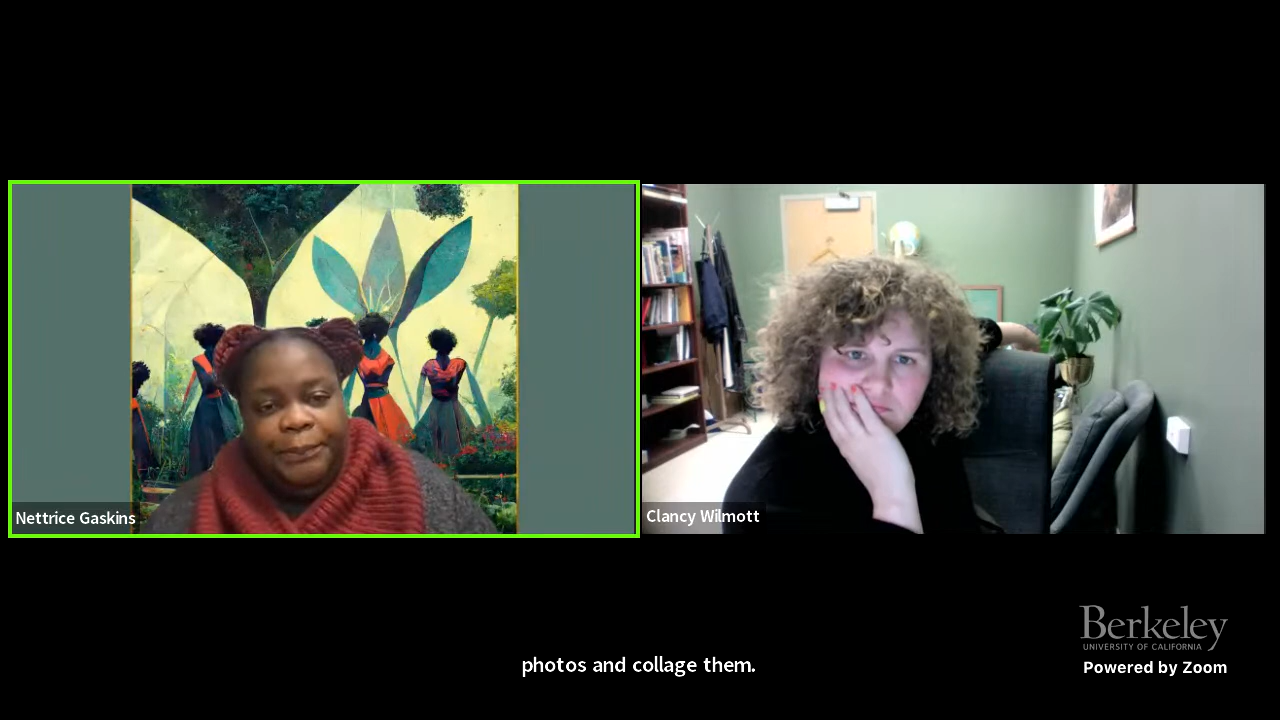 Nettrice Gaskins
Clancy Wilmott
Berkeley
UNIVERSITY OF CALIFORNIA
photos and collage them.
Powered by Zoom